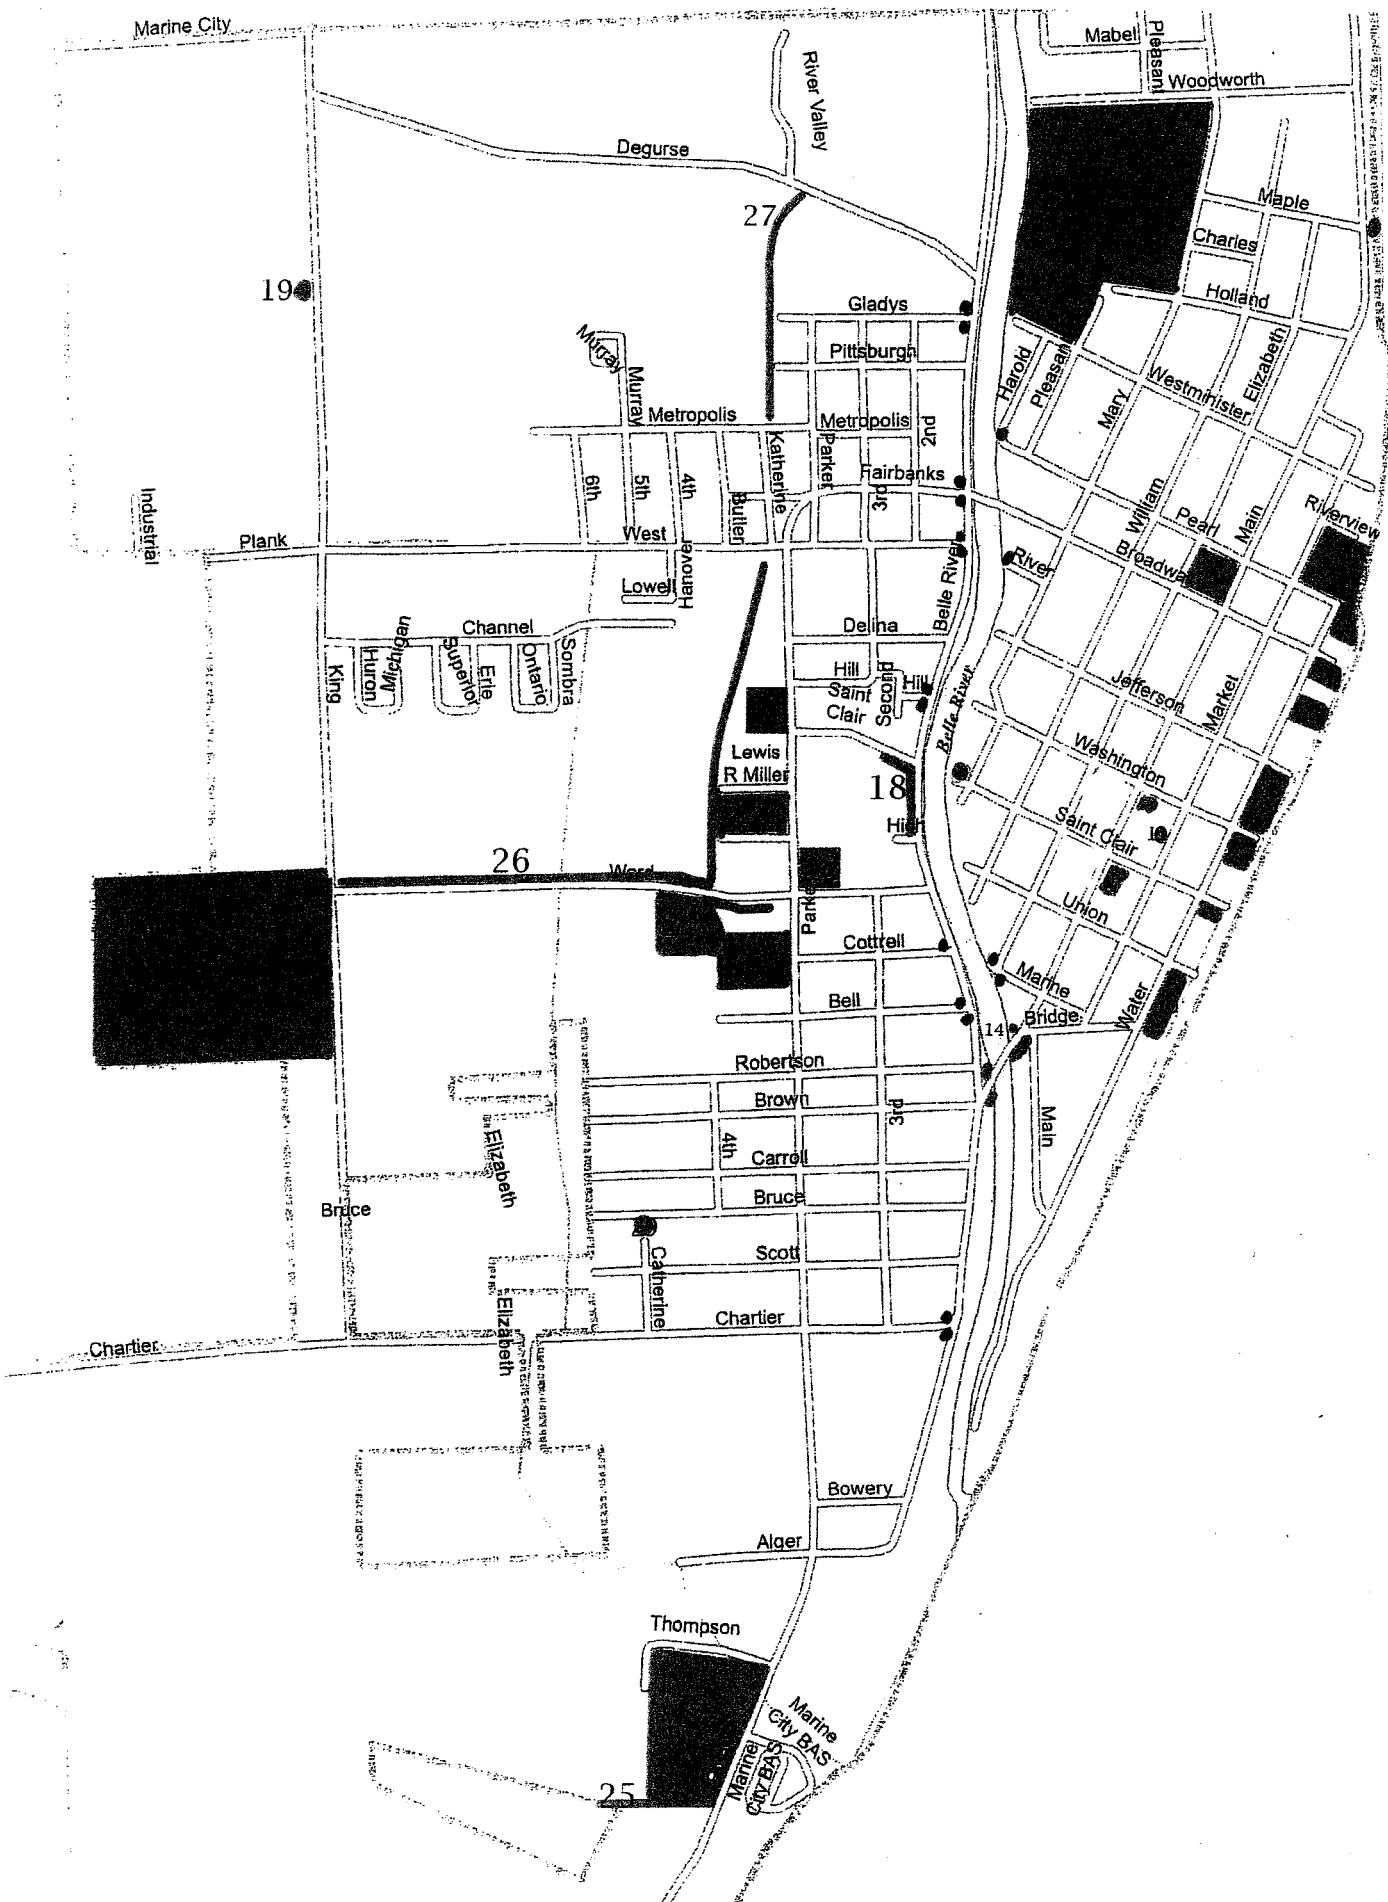 Marine City
Mabel
Pleasant
Woodworth
River Valley
Degurse
27
Maple
Charles
19
Gladys
Holland
Murray
Pittsburgh
Harold
Pleasant
Elizabeth
Westminister
Murray
Metropolis
Metropolis
2nd
Mary
Katherine
Parker
Fairbanks
Industrial
6th
5th
4th
Butler
3rd
William
Pearl
Main
Riverview
Plank
West
Belle River
River
Broadwa
Lowell
Hanover
Channel
Delina
King
Huron
Michigan
Superior
Erie
Ontario
Sombra
Hill
Saint
Clair
Second
Hill
Belle River
Jefferson
Market
Lewis
R Miller
18
Washington
High
Saint Clair
26
Ward
Parke
Union
Cottrell
Marine
Bell
14
Bridge
Water
Robertson
Brown
3rd
Main
Elizabeth
4th
Carroll
Bruce
Bruce
Catherine
Scott
Elizabeth
Chartier
Chartier
Bowery
Alger
Thompson
Marine
City BAS
Marine
City BAS
25